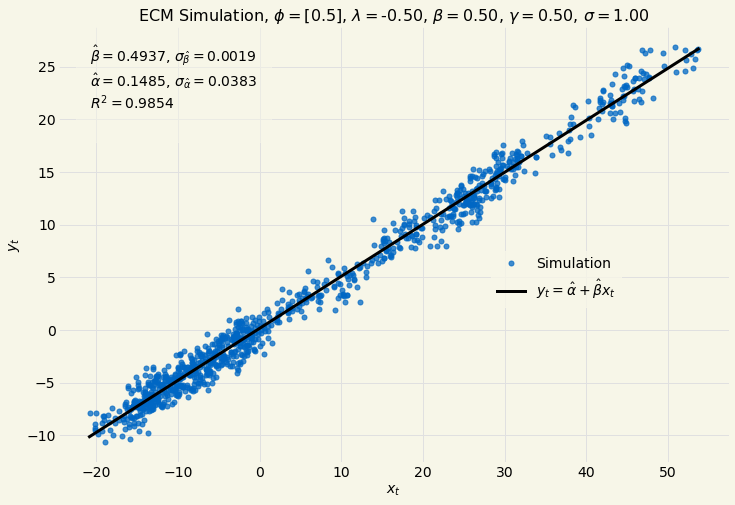 ECM Simulation, ϕ = [0.5], λ = -0.50, β = 0.50, γ = 0.50, σ = 1.00
β̂ = 0.4937, σ_β̂ = 0.0019
α̂ = 0.1485, σ_α̂ = 0.0383
R² = 0.9854
25
20
15
10
5
0
−5
−10
y_t
Simulation
y_t = α̂ + β̂x_t
−20 −10 0 10 20 30 40 50
x_t